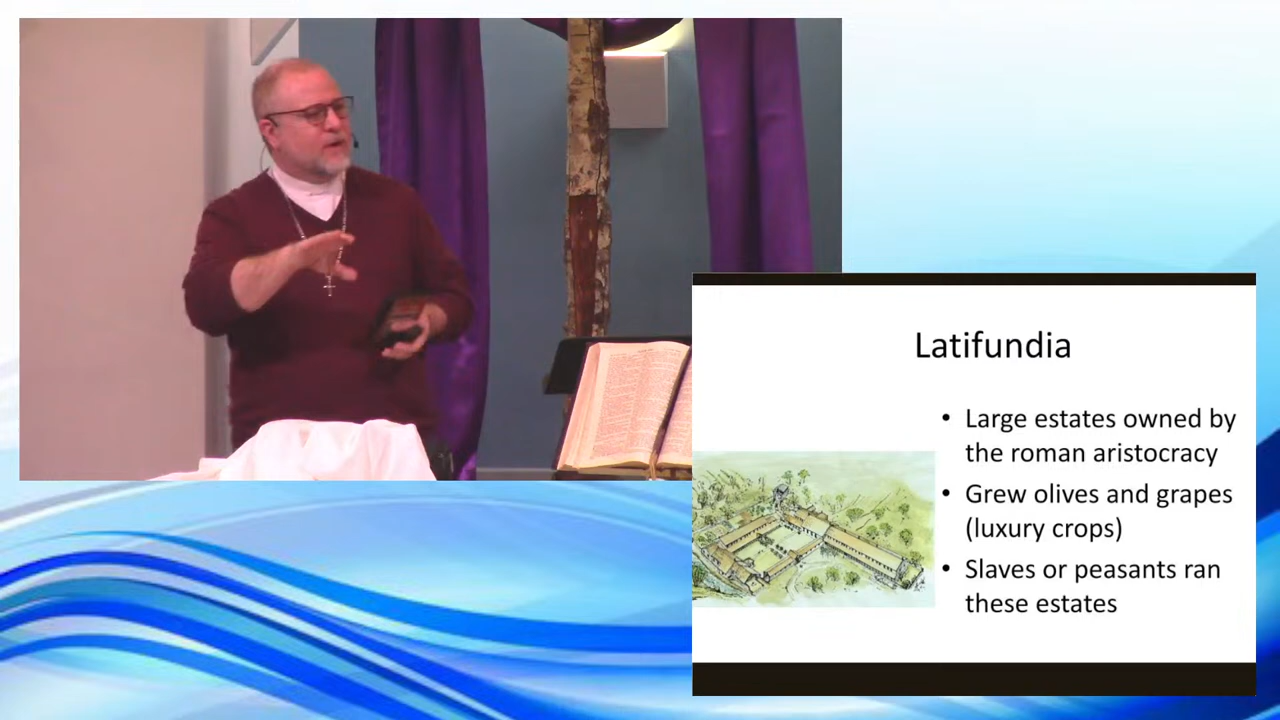 Latifundia
• Large estates owned by
the roman aristocracy
• Grew olives and grapes
(luxury crops)
• Slaves or peasants ran
these estates